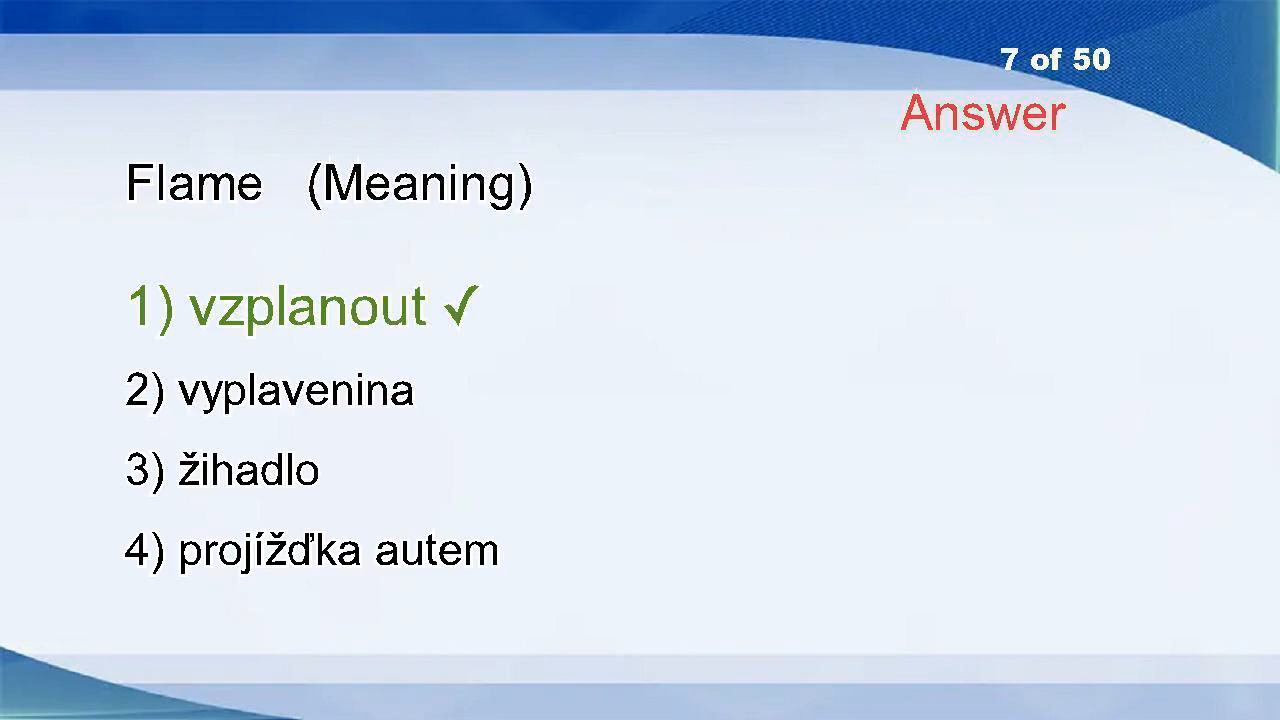 7 of 50
Answer
Flame (Meaning)
1) vzplanout ✓
2) vyplavenina
3) žihadlo
4) projížďka autem